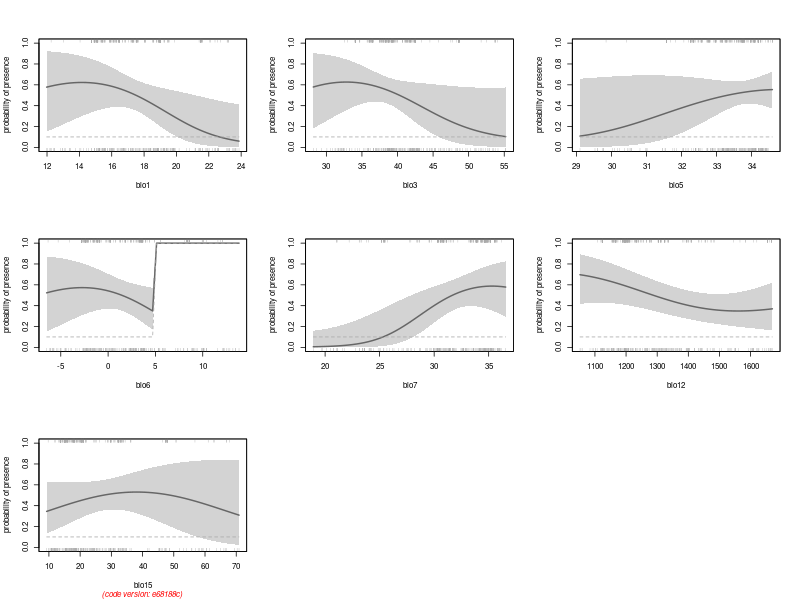 probability of presence
0.0 0.2 0.4 0.6 0.8 1.0
12 14 16 18 20 22 24
bio1
probability of presence
0.0 0.2 0.4 0.6 0.8 1.0
30 35 40 45 50 55
bio3
probability of presence
0.0 0.2 0.4 0.6 0.8 1.0
29 30 31 32 33 34
bio5
probability of presence
0.0 0.2 0.4 0.6 0.8 1.0
-5 0 5 10
bio6
probability of presence
0.0 0.2 0.4 0.6 0.8 1.0
20 25 30 35
bio7
probability of presence
0.0 0.2 0.4 0.6 0.8 1.0
1100 1200 1300 1400 1500 1600
bio12
probability of presence
0.0 0.2 0.4 0.6 0.8 1.0
10 20 30 40 50 60 70
bio15
(code version: e68188c)